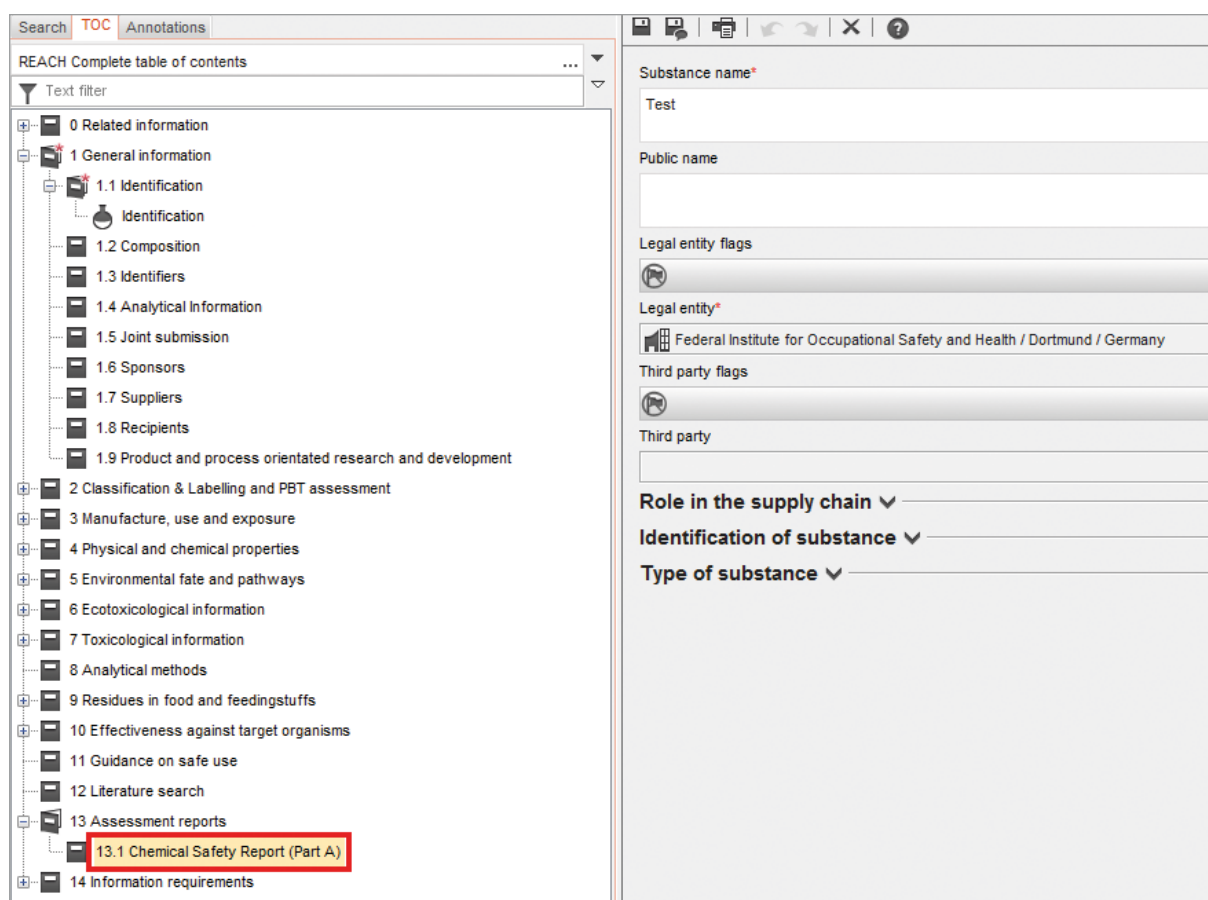 Search TOC Annotations
REACH Complete table of contents ...
Text filter
0 Related information
1 General information
1.1 Identification
Identification
1.2 Composition
1.3 Identifiers
1.4 Analytical Information
1.5 Joint submission
1.6 Sponsors
1.7 Suppliers
1.8 Recipients
1.9 Product and process orientated research and development
2 Classification & Labelling and PBT assessment
3 Manufacture, use and exposure
4 Physical and chemical properties
5 Environmental fate and pathways
6 Ecotoxicological information
7 Toxicological information
8 Analytical methods
9 Residues in food and feedingstuffs
10 Effectiveness against target organisms
11 Guidance on safe use
12 Literature search
13 Assessment reports
13.1 Chemical Safety Report (Part A)
14 Information requirements
Substance name*
Test
Public name
Legal entity flags
Legal entity*
Federal Institute for Occupational Safety and Health / Dortmund / Germany
Third party flags
Third party
Role in the supply chain
Identification of substance
Type of substance